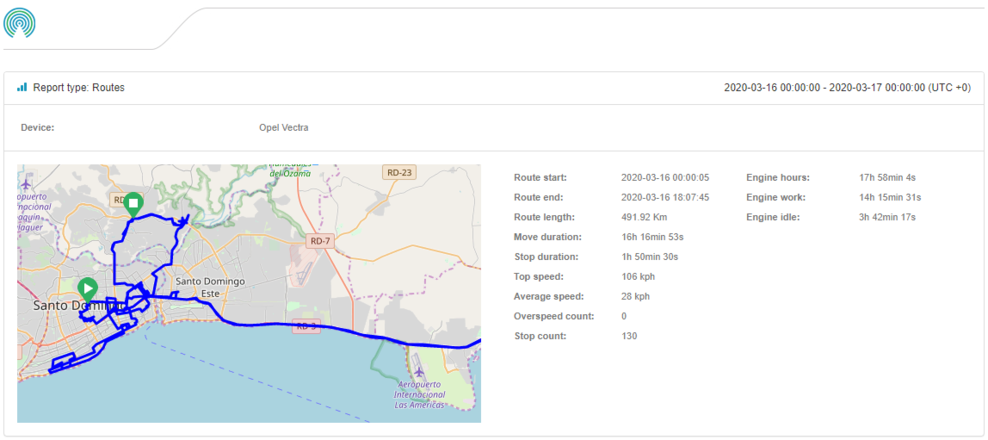 Report type: Routes
2020-03-16 00:00:00 - 2020-03-17 00:00:00 (UTC +0)
Device:
Opel Vectra
del Ozama
RD-23
RD-7
Santo Domingo
Este
Santo Doming
RD-3
Aeropuerto
Internacional
Las Américas
Route start: 2020-03-16 00:00:05
Route end: 2020-03-16 18:07:45
Route length: 491.92 Km
Move duration: 16h 16min 53s
Stop duration: 1h 50min 30s
Top speed: 106 kph
Average speed: 28 kph
Overspeed count: 0
Stop count: 130
Engine hours: 17h 58min 4s
Engine work: 14h 15min 31s
Engine idle: 3h 42min 17s